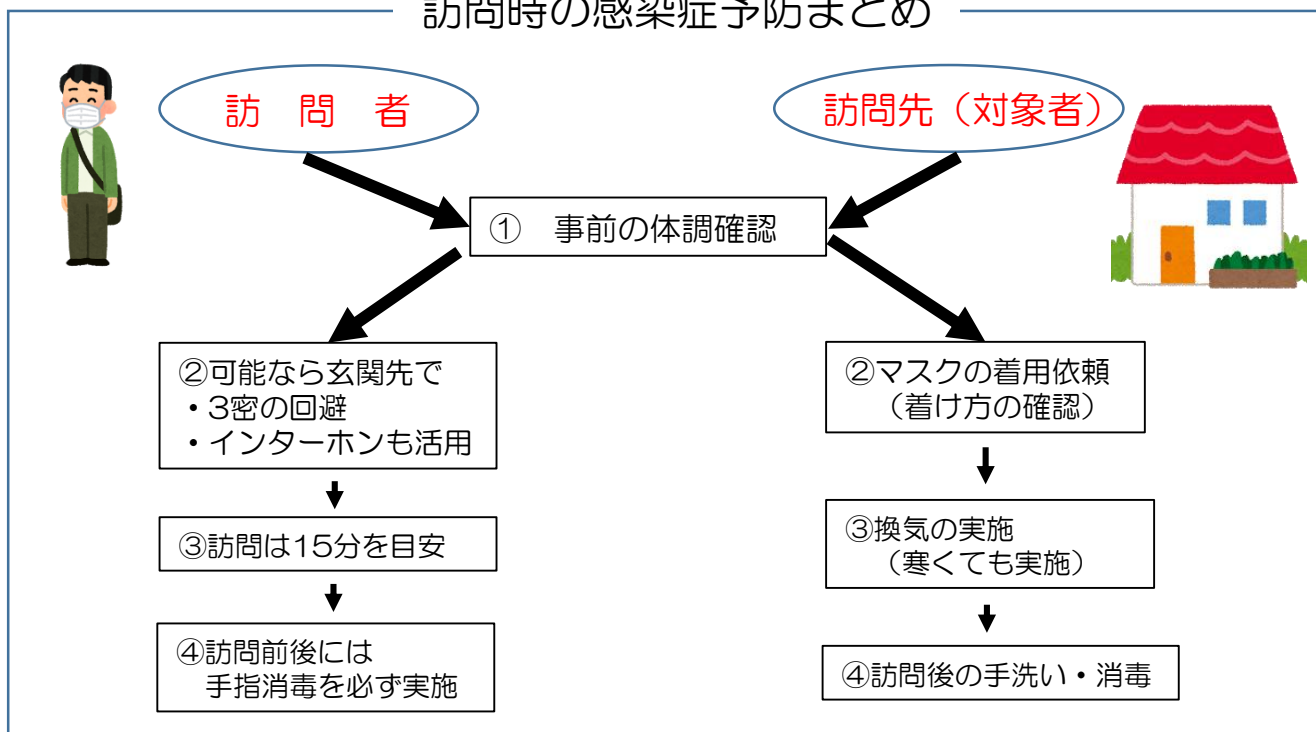 訪問時の感染症予防まとめ
訪　問　者
訪問先（対象者）
①　事前の体調確認
②可能なら玄関先で
・3密の回避
・インターホンも活用
③訪問は15分を目安
④訪問前後には
手指消毒を必ず実施
②マスクの着用依頼
（着け方の確認）
③換気の実施
（寒くても実施）
④訪問後の手洗い・消毒